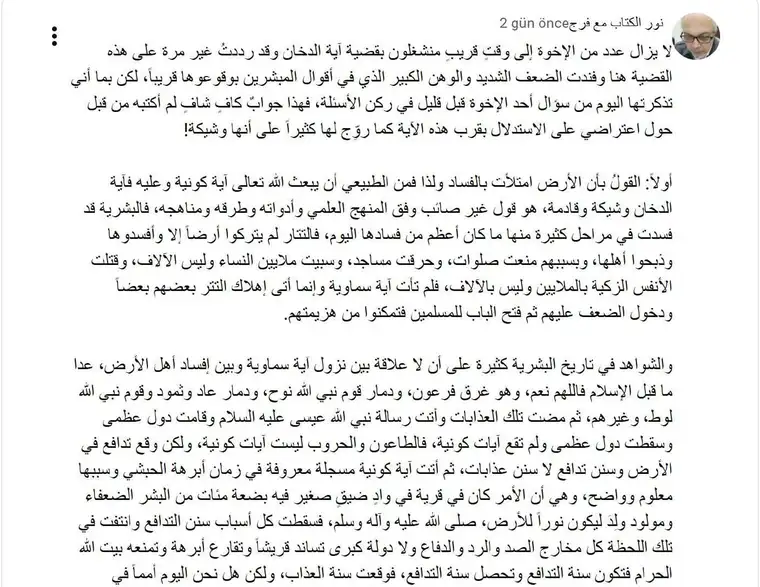 نور الكتاب مع فرج 2 gün önce
لا يزال عدد من الإخوة إلى وقتٍ قريبٍ منشغلون بقضية آية الدخان وقد رددتُ غير مرة على هذه
القضية هنا وفندت الضعف الشديد والوهن الكبير الذي في أقوال المبشرين بوقوعها قريباً، لكن بما أني
تذكرتها اليوم من سؤال أحد الإخوة قبل قليل في ركن الأسئلة، فهذا جوابٌ كافٍ شافٍ لم أكتبه من قبل
حول اعتراضي على الاستدلال بقرب هذه الآية كما روّج لها كثيراً على أنها وشيكة!
أولاً: القولُ بأن الأرض امتلأت بالفساد ولذا فمن الطبيعي أن يبعث الله تعالى آية كونية وعليه فآية
الدخان وشيكة وقادمة، هو قول غير صائب وفق المنهج العلمي وأدواته وطرقه ومناهجه، فالبشرية قد
فسدت في مراحل كثيرة منها ما كان أعظم من فسادها اليوم، فالتتار لم يتركوا أرضاً إلا وأفسدوها
وذبحوا أهلها، وبسببهم منعت صلوات، وحرقت مساجد، وسبيت ملايين النساء وليس الآلاف، وقتلت
الأنفس الزكية بالملايين وليس بالآلاف، فلم تأت آية سماوية وإنما أتى إهلاك التتر بعضهم بعضاً
ودخول الضعف عليهم ثم فتح الباب للمسلمين فتمكنوا من هزيمتهم.
والشواهد في تاريخ البشرية كثيرة على أن لا علاقة بين نزول آية سماوية وبين إفساد أهل الأرض، عدا
ما قبل الإسلام فاللهم نعم، وهو غرق فرعون، ودمار قوم نبي الله نوح، ودمار عاد وثمود وقوم نبي الله
لوط، وغيرهم، ثم مضت تلك العذابات وأتت رسالة نبي الله عيسى عليه السلام وقامت دول عظمى
وسقطت دول عظمى ولم تقع آيات كونية، فالطاعون والحروب ليست آيات كونية، ولكن وقع تدافع في
الأرض وسنن تدافع لا سنن عذابات، ثم أتت آية كونية مسجلة معروفة في زمان أبرهة الحبشي وسببها
معلوم وواضح، وهي أن الأمر كان في قرية في وادٍ ضيقٍ صغير فيه بضعة مئات من البشر الضعفاء
ومولود ولِدَ ليكون نوراً للأرض، صلى الله عليه وآله وسلم، فسقطت كل أسباب سنن التدافع وانتفت في
تلك اللحظة كل مخارج الصد والرد والدفاع ولا دولة كبرى تساند قريشاً وتقارع أبرهة وتمنعه بيت الله
الحرام فتكون سنة التدافع وتحصل سنة التدافع، فوقعت سنة العذاب، ولكن هل نحن اليوم أمماً في